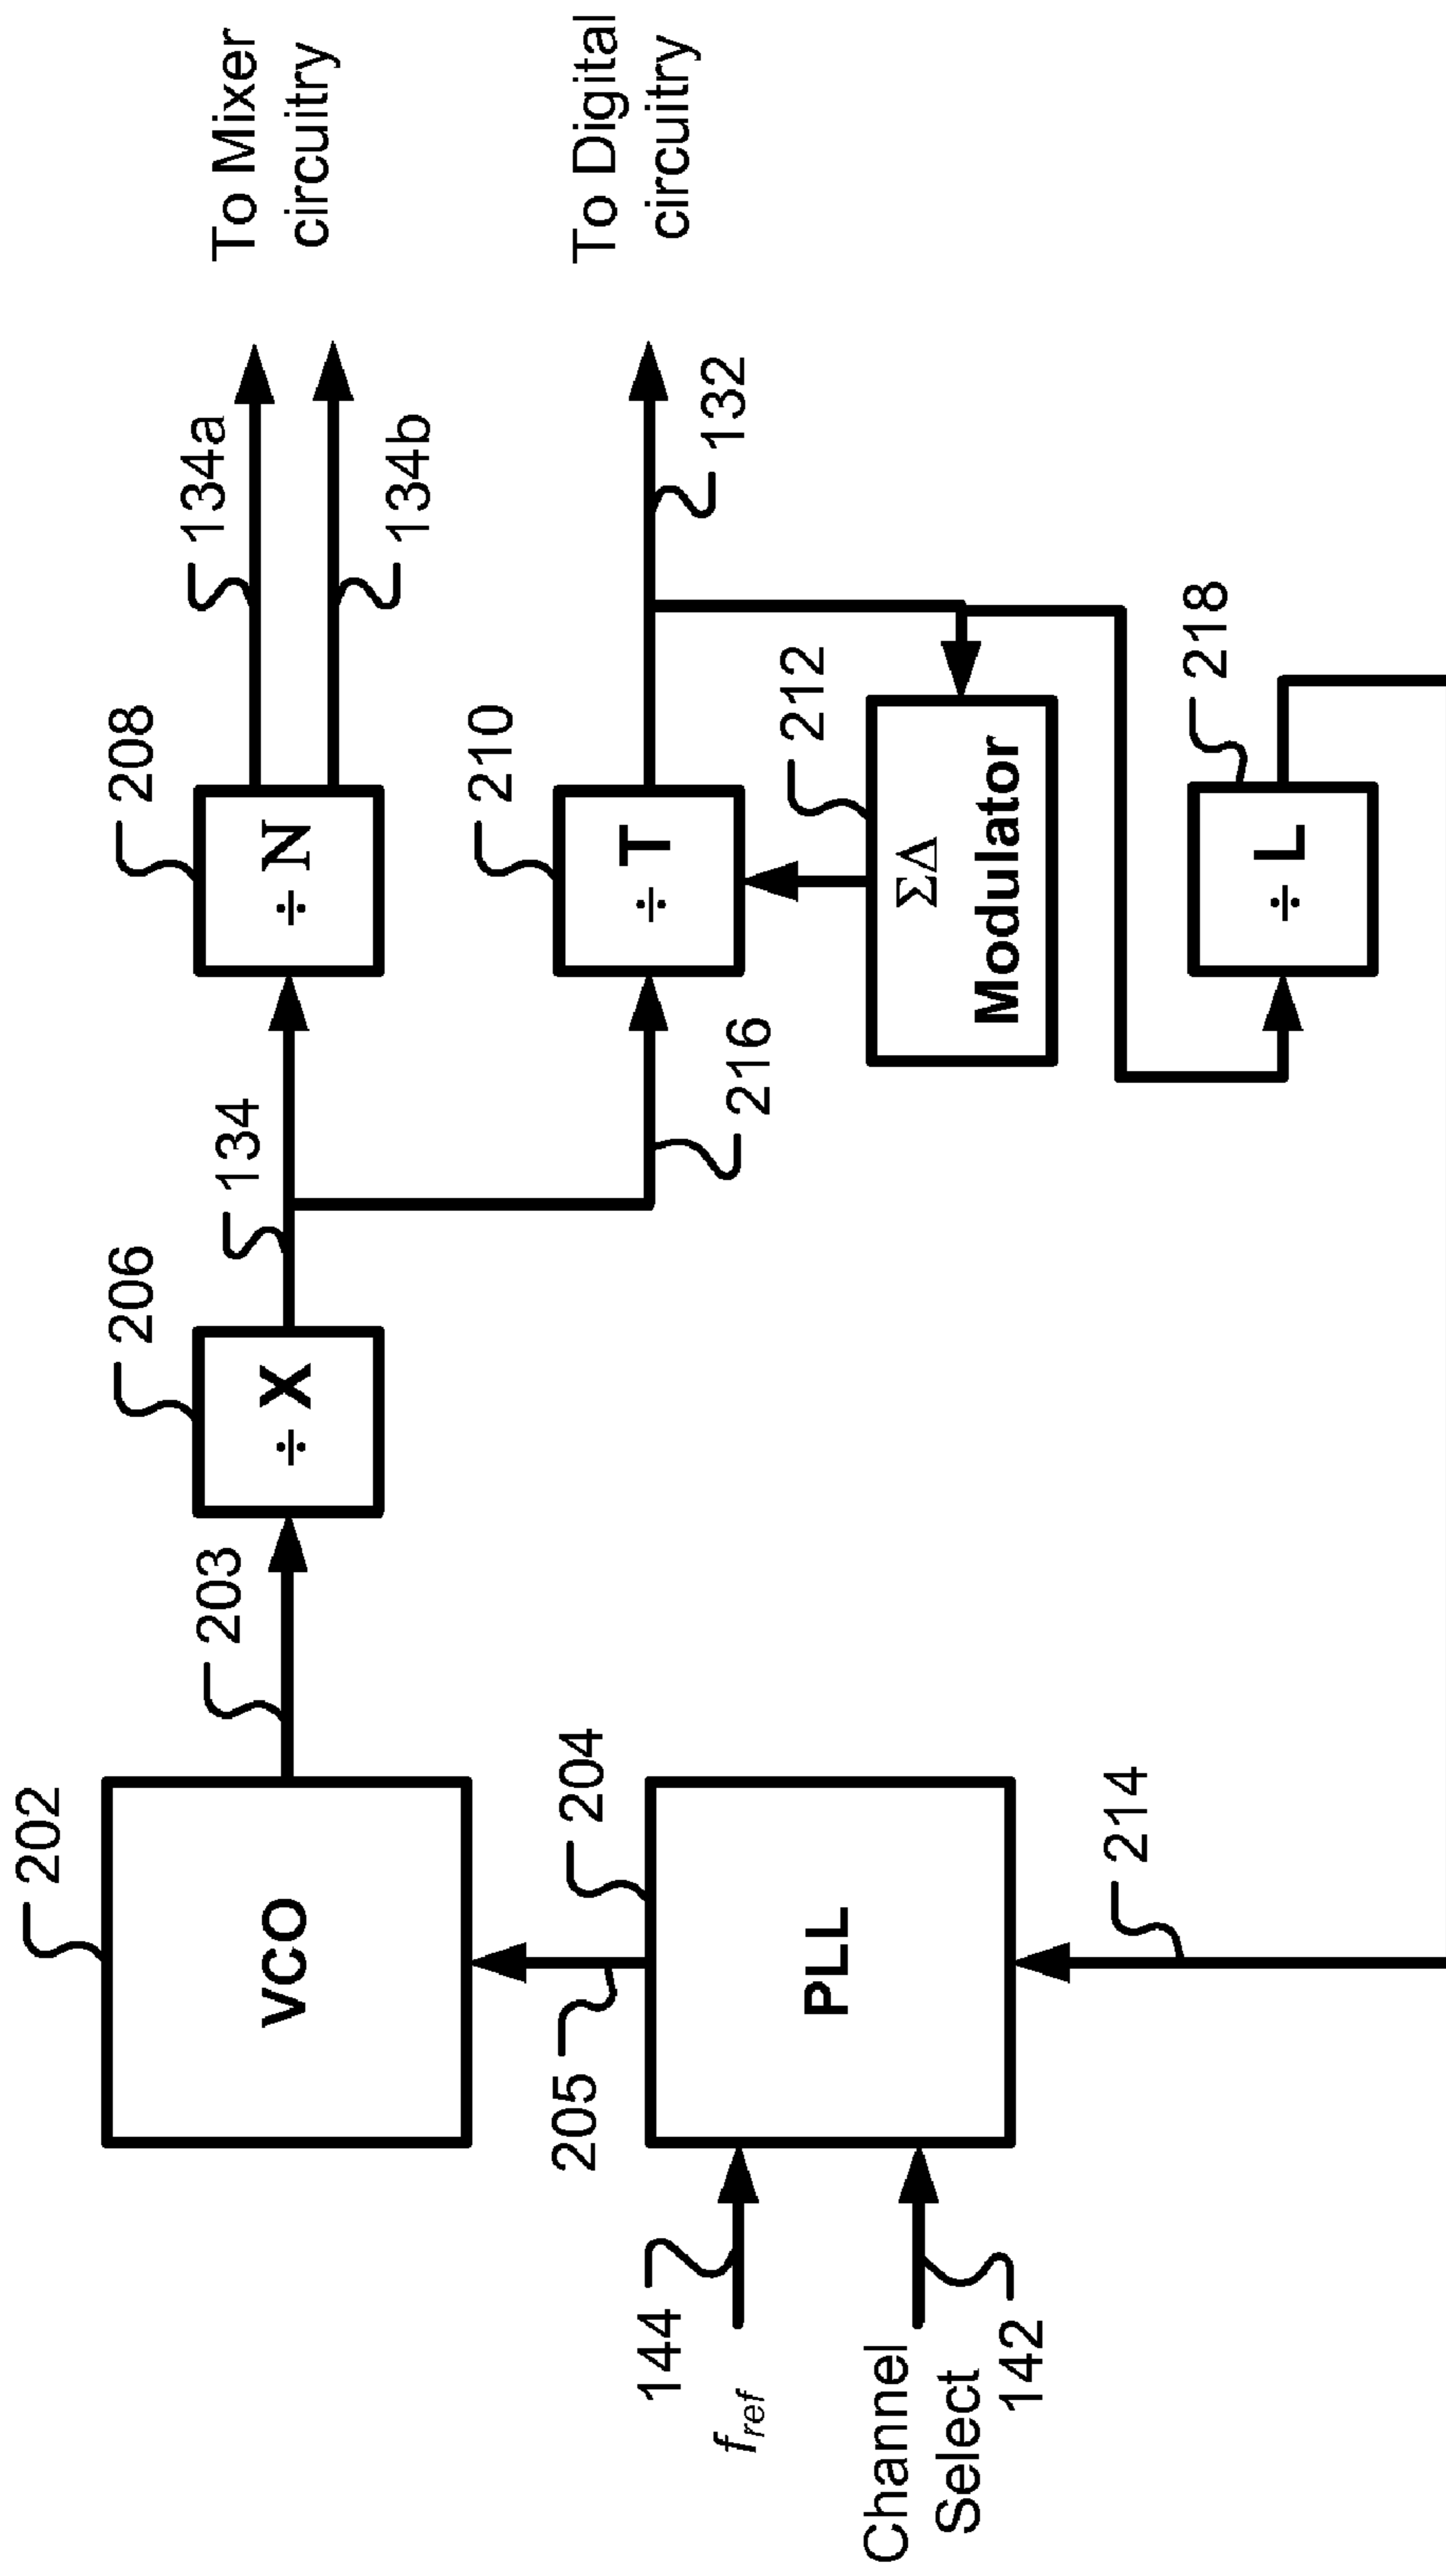 202
VCO
203
206
÷ X
134
208
÷ N
134a
134b
To Mixer
circuitry
210
÷ T
216
132
To Digital
circuitry
212
ΣΔ
Modulator
218
÷ L
205
204
PLL
144
f ref
Channel
Select
142
214